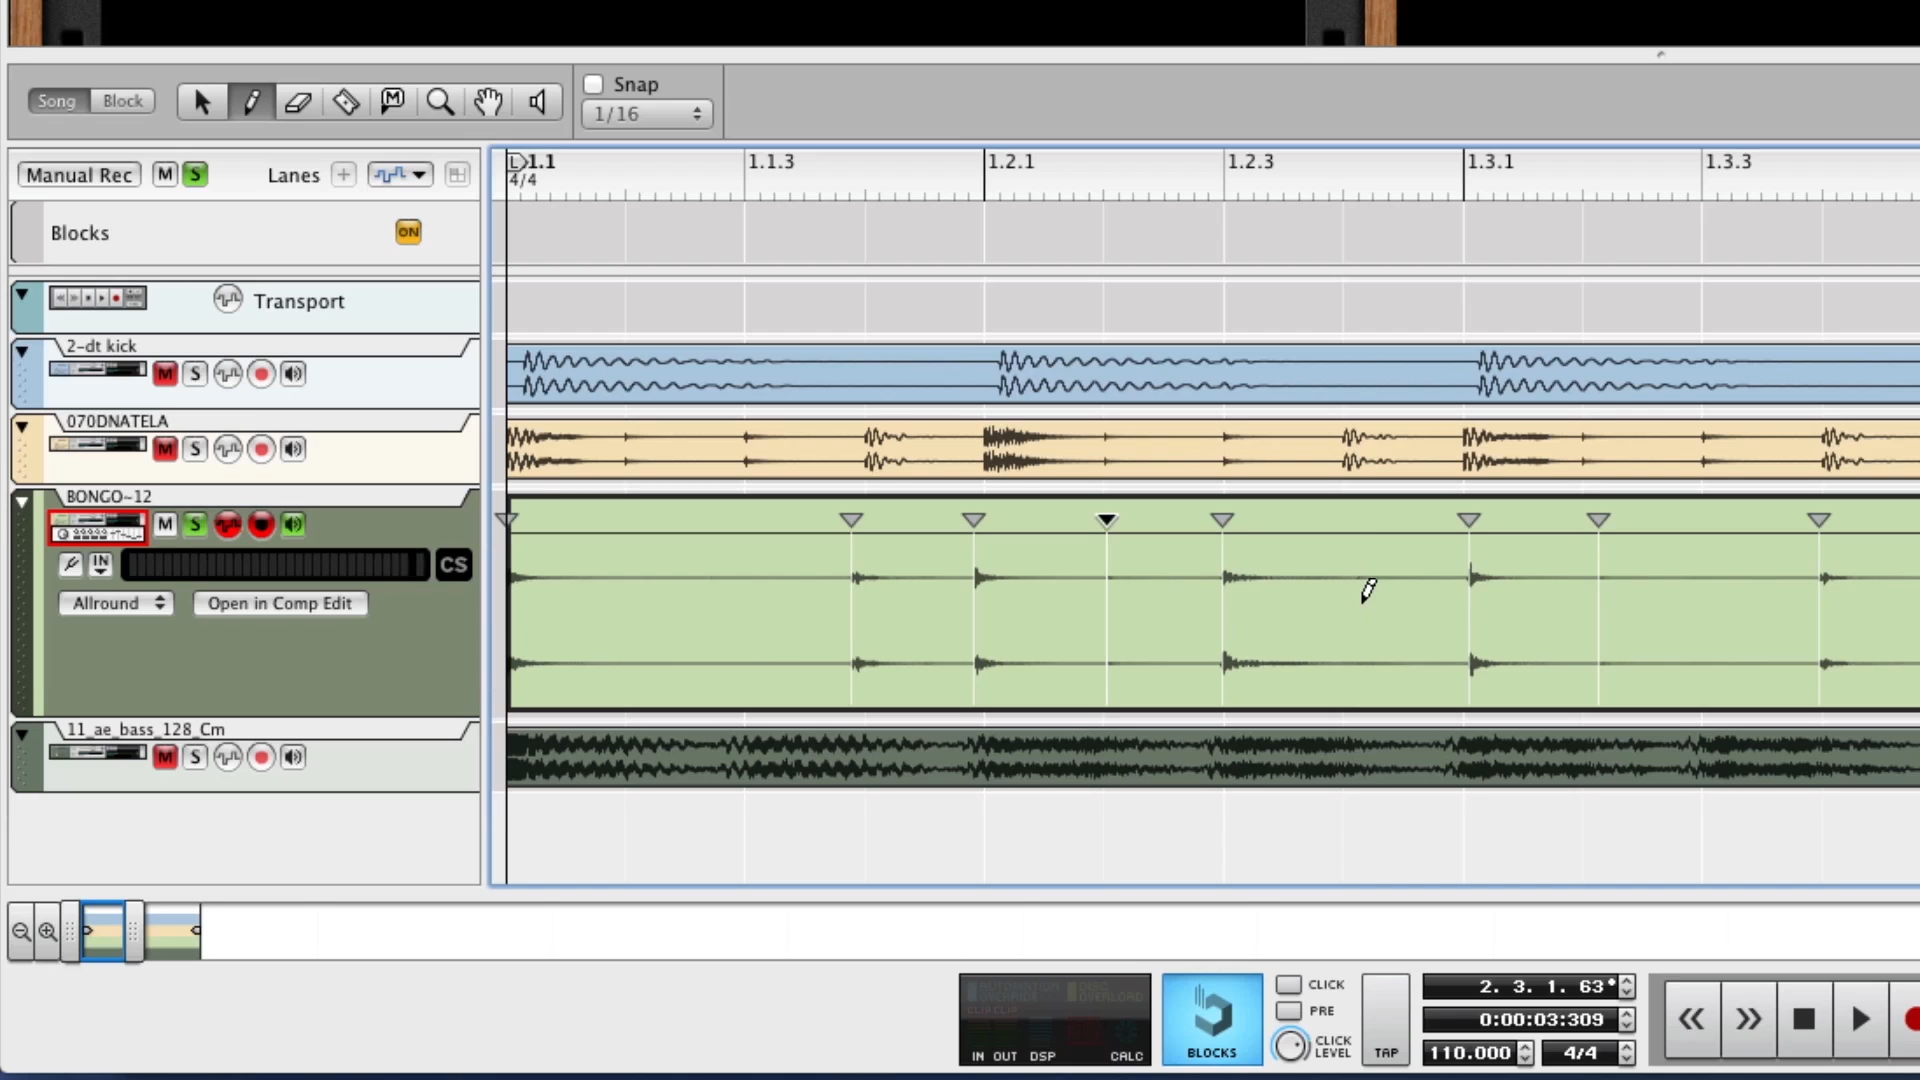 Song Block
M
Snap
1/16
Manual Rec M S Lanes +
L 1.1 1.1.3 1.2.1 1.2.3 1.3.1 1.3.3
4/4
Blocks ON
Transport
2-dt kick
M S
070DNATELA
M S
BONGO~12
M S
IN CS
Allround Open in Comp Edit
11_ae_bass_128_Cm
M S
IN OUT DSP CALC
BLOCKS
CLICK
PRE
CLICK
LEVEL
TAP
2. 3. 1. 63*
0:00:03:309
110.000 4/4